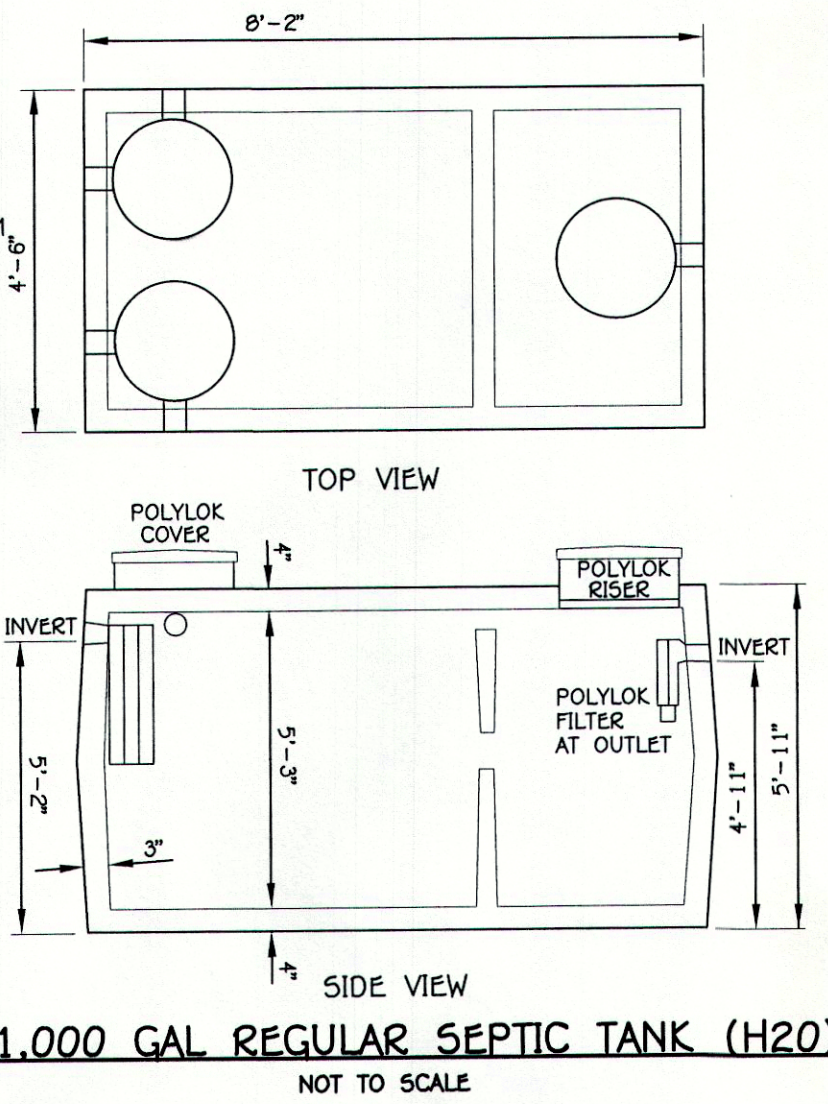 8'-2"
4'-6"
TOP VIEW
POLYLOK
COVER
4"
POLYLOK
RISER
INVERT
INVERT
POLYLOK
FILTER
AT OUTLET
5'-3"
5'-2"
4'-11"
5'-11"
3"
4"
SIDE VIEW
1,000 GAL REGULAR SEPTIC TANK (H20)
NOT TO SCALE